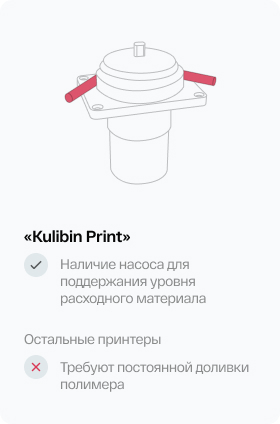 «Kulibin Print»
Наличие насоса для
поддержания уровня
расходного материала
Остальные принтеры
Требуют постоянной доливки
полимера